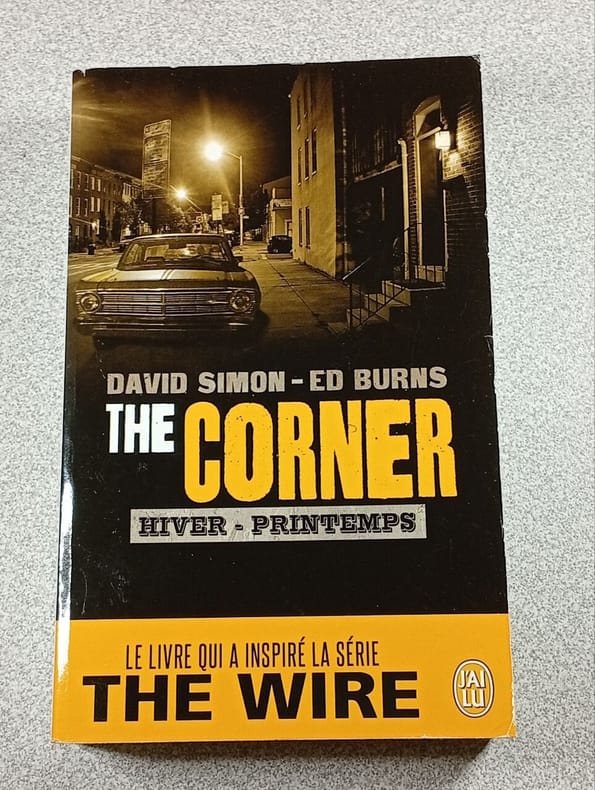 DAVID SIMON - ED BURNS
THE CORNER
HIVER - PRINTEMPS
LE LIVRE QUI A INSPIRÉ LA SÉRIE
THE WIRE
J'AI
LU